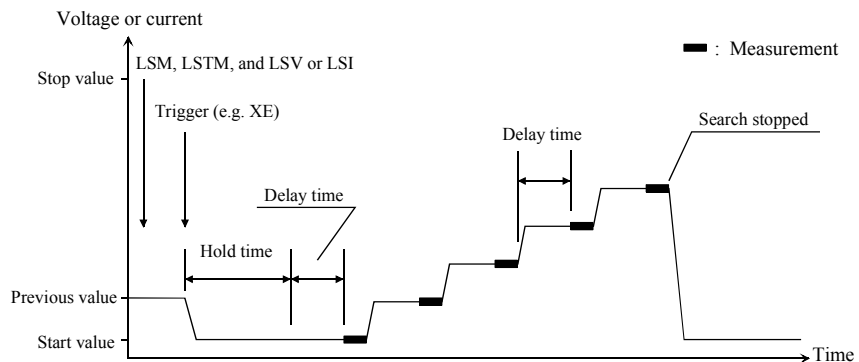 Voltage or current
: Measurement
LSM, LSTM, and LSV or LSI
Stop value
Trigger (e.g. XE)
Search stopped
Delay time
Delay time
Hold time
Previous value
Start value
Time